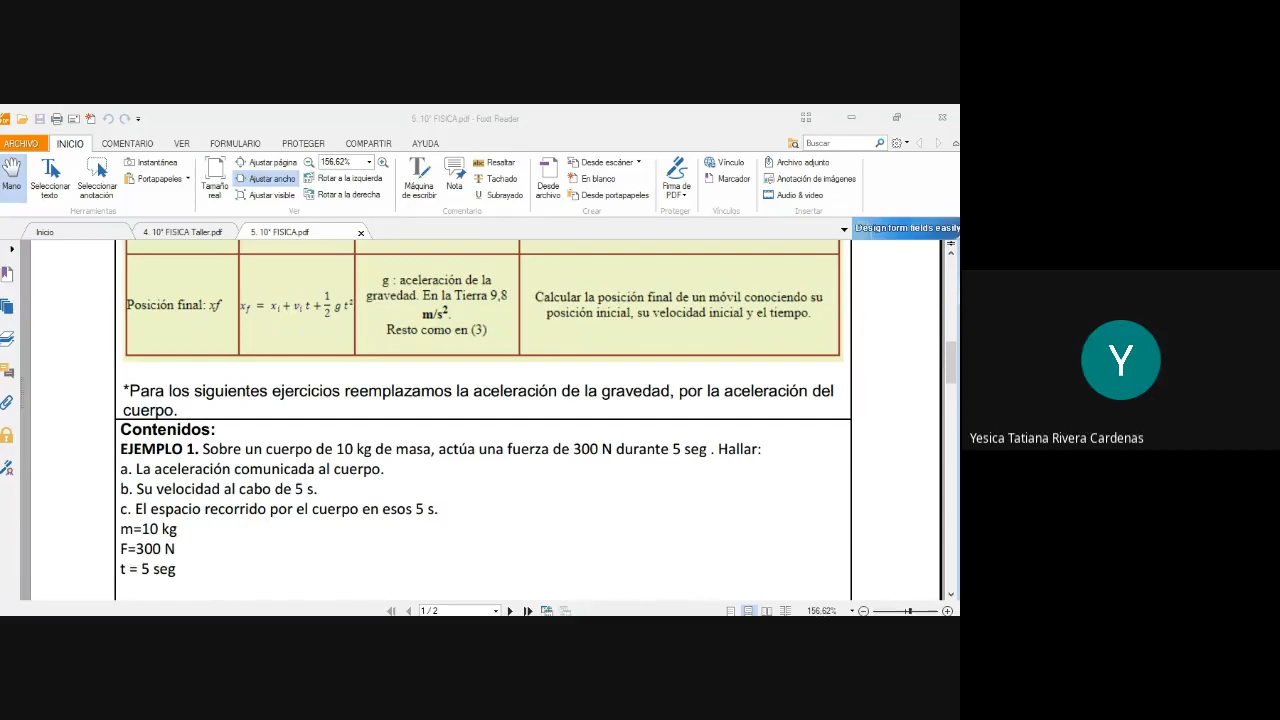 5. 10° FISICA.pdf - Foxit Reader
ARCHIVO INICIO COMENTARIO VER FORMULARIO PROTEGER COMPARTIR AYUDA Buscar
Mano
Seleccionar texto
Seleccionar anotación
Instantánea
Portapapeles
Herramientas
Tamaño real
Ajustar página
Ajustar ancho
Ajustar visible
156.62%
Rotar a la izquierda
Rotar a la derecha
Ver
Máquina de escribir
Nota
Resaltar
Tachado
Subrayado
Comentario
Desde archivo
Desde escáner
En blanco
Desde portapapeles
Crear
Firma de PDF
Proteger
Vínculo
Marcador
Vínculos
Archivo adjunto
Anotación de imágenes
Audio & video
Insertar
Inicio 4. 10° FISICA Taller.pdf 5. 10° FISICA.pdf Design form fields easily
Posición final: xf
x_f = x_i + v_i t + 1/2 g t²
g : aceleración de la
gravedad. En la Tierra 9,8
m/s².
Resto como en (3)
Calcular la posición final de un móvil conociendo su
posición inicial, su velocidad inicial y el tiempo.
*Para los siguientes ejercicios reemplazamos la aceleración de la gravedad, por la aceleración del
cuerpo.
Contenidos:
EJEMPLO 1. Sobre un cuerpo de 10 kg de masa, actúa una fuerza de 300 N durante 5 seg . Hallar:
a. La aceleración comunicada al cuerpo.
b. Su velocidad al cabo de 5 s.
c. El espacio recorrido por el cuerpo en esos 5 s.
m=10 kg
F=300 N
t = 5 seg
1 / 2 156,62%
Y
Yesica Tatiana Rivera Cardenas